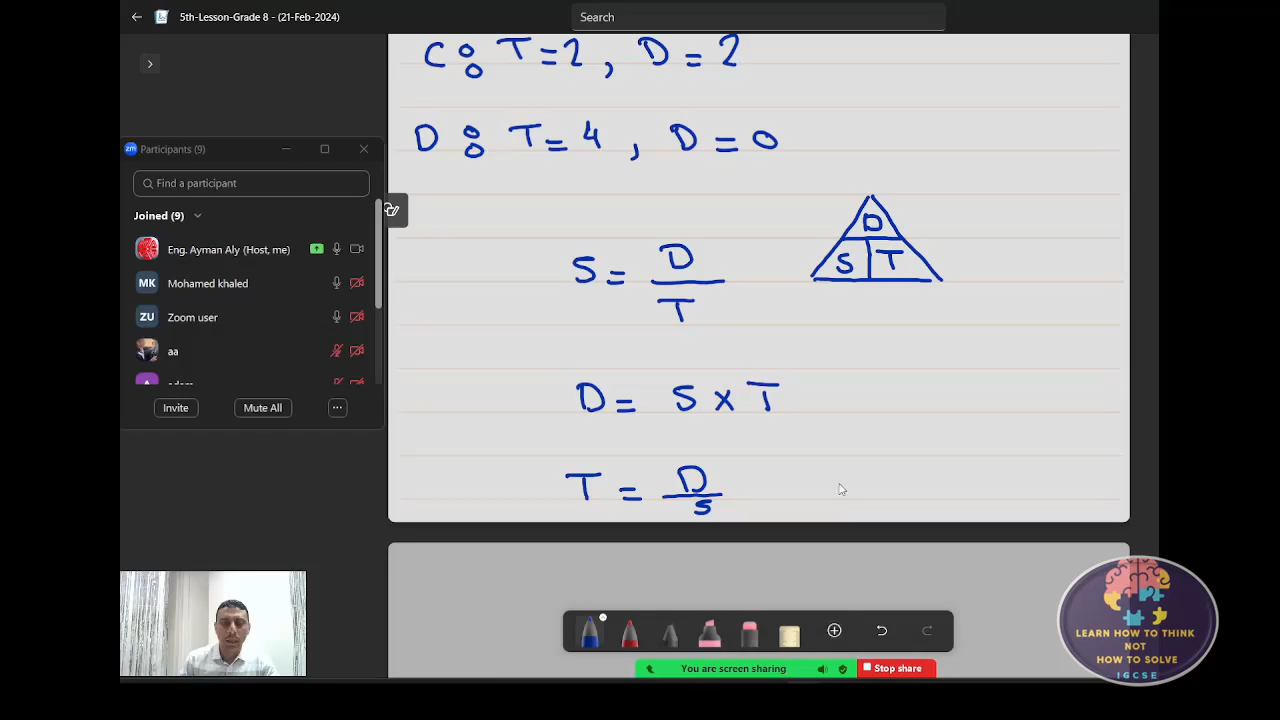 5th-Lesson-Grade 8 - (21-Feb-2024)
Search
C : T = 2 , D = 2
zm Participants (9)
D : T = 4 , D = 0
Find a participant
Joined (9)
Eng. Ayman Aly (Host, me)
MK Mohamed khaled
ZU Zoom user
aa
D
S T
S = D / T
Invite
Mute All
D = S x T
T = D / S
You are screen sharing
Stop share
LEARN HOW TO THINK
NOT
HOW TO SOLVE
IGCSE